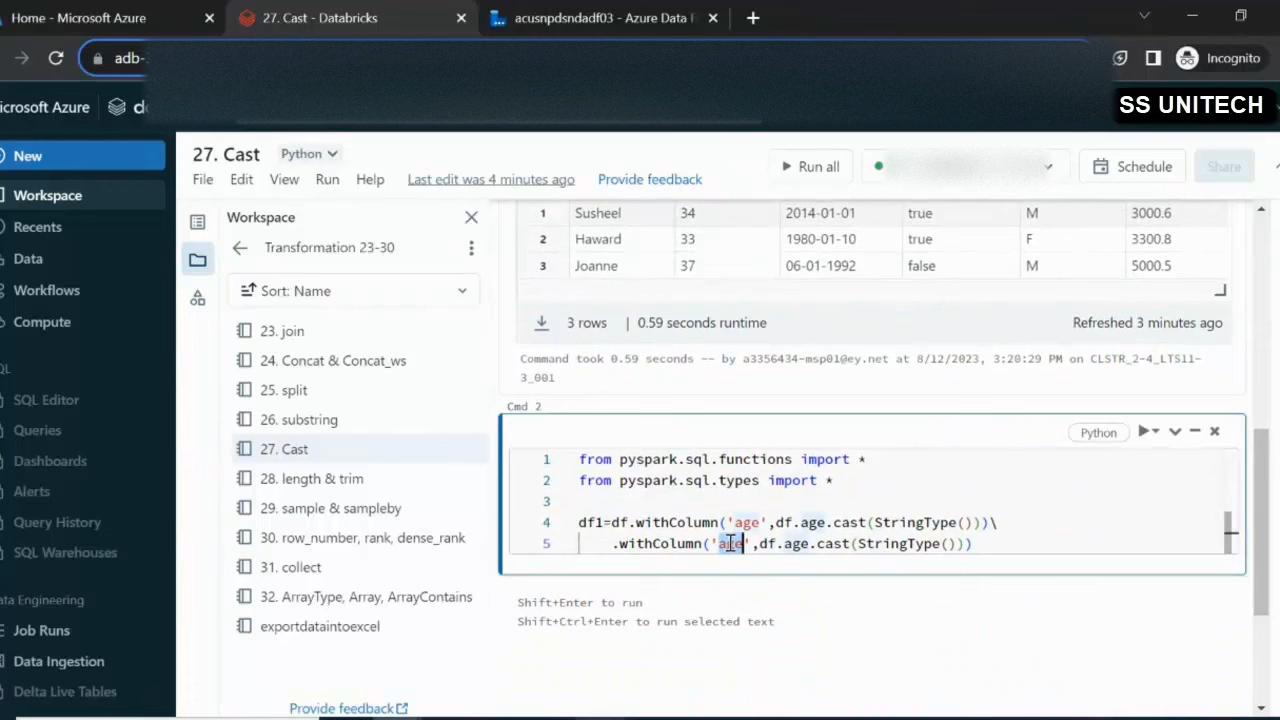 Home - Microsoft Azure
27. Cast - Databricks
acusnpdsndadf03 - Azure Data
adb-
Incognito
SS UNITECH
icrosoft Azure
New
Workspace
Recents
Data
Workflows
Compute
QL
SQL Editor
Queries
Dashboards
Alerts
Query History
SQL Warehouses
ata Engineering
Job Runs
Data Ingestion
Delta Live Tables
27. Cast
Python
Run all
Schedule
Share
File Edit View Run Help Last edit was 4 minutes ago Provide feedback
Workspace
Transformation 23-30
Sort: Name
23. join
24. Concat & Concat_ws
25. split
26. substring
27. Cast
28. length & trim
29. sample & sampleby
30. row_number, rank, dense_rank
31. collect
32. ArrayType, Array, ArrayContains
exportdataintoexcel
Provide feedback
1 Susheel 34 2014-01-01 true M 3000.6
2 Haward 33 1980-01-10 true F 3300.8
3 Joanne 37 06-01-1992 false M 5000.5
3 rows | 0.59 seconds runtime Refreshed 3 minutes ago
Command took 0.59 seconds -- by a3356434-msp01@ey.net at 8/12/2023, 3:20:29 PM on CLSTR_2-4_LTS11-
3_001
Cmd 2
Python
1 from pyspark.sql.functions import *
2 from pyspark.sql.types import *
3
4 df1=df.withColumn('age',df.age.cast(StringType()))\
5 .withColumn('age',df.age.cast(StringType()))
Shift+Enter to run
Shift+Ctrl+Enter to run selected text